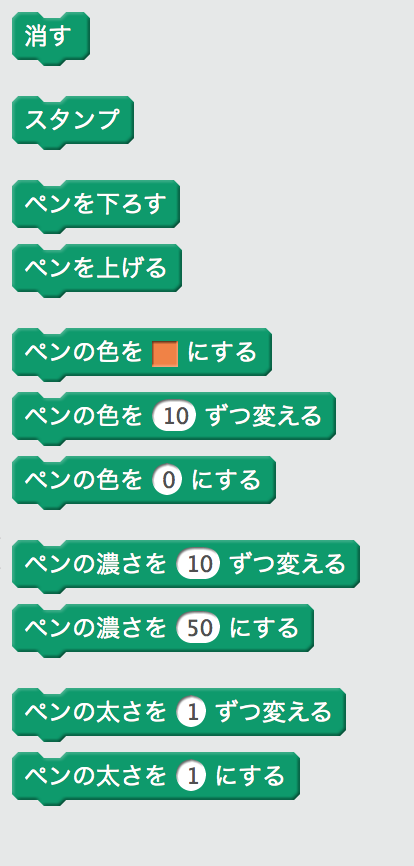 消す
スタンプ
ペンを下ろす
ペンを上げる
ペンの色を にする
ペンの色を 10 ずつ変える
ペンの色を 0 にする
ペンの濃さを 10 ずつ変える
ペンの濃さを 50 にする
ペンの太さを 1 ずつ変える
ペンの太さを 1 にする